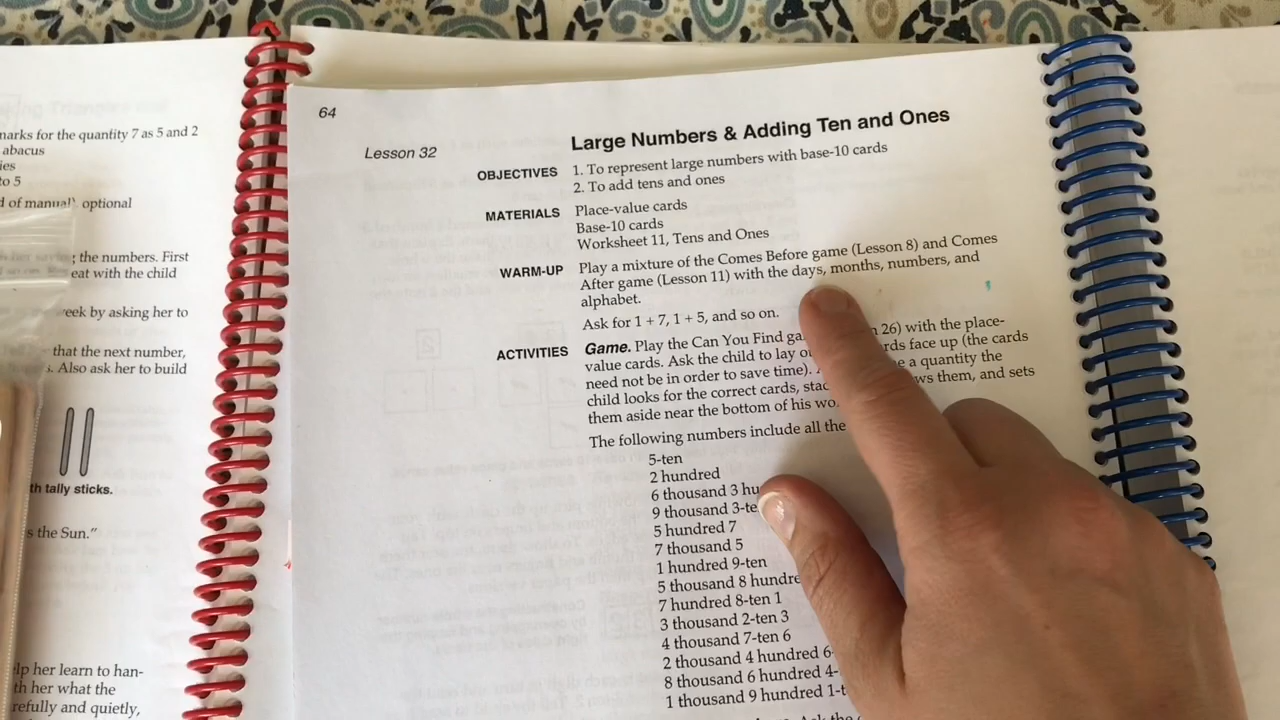 marks for the quantity 7 as 5 and 2
abacus
ies
to 5
d of manual), optional
; the numbers. First
eat with the child
eek by asking her to
that the next number,
s. Also ask her to build
th tally sticks.
s the Sun."
lp her learn to han-
th her what the
refully and quietly,
64
Lesson 32
Large Numbers & Adding Ten and Ones
OBJECTIVES
1. To represent large numbers with base-10 cards
2. To add tens and ones
MATERIALS
Place-value cards
Base-10 cards
Worksheet 11, Tens and Ones
WARM-UP
Play a mixture of the Comes Before game (Lesson 8) and Comes
After game (Lesson 11) with the days, months, numbers, and
alphabet.
Ask for 1 + 7, 1 + 5, and so on.
ACTIVITIES
Game. Play the Can You Find ga n 26) with the place-
value cards. Ask the child to lay ou rds face up (the cards
need not be in order to save time). e a quantity the
child looks for the correct cards, stac ws them, and sets
them aside near the bottom of his wo
The following numbers include all the
5-ten
2 hundred
6 thousand 3 hu
9 thousand 3-te
5 hundred 7
7 thousand 5
1 hundred 9-ten
5 thousand 8 hundre
7 hundred 8-ten 1
3 thousand 2-ten 3
4 thousand 7-ten 6
2 thousand 4 hundred 6-
8 thousand 6 hundred 4-
1 thousand 9 hundred 1-t